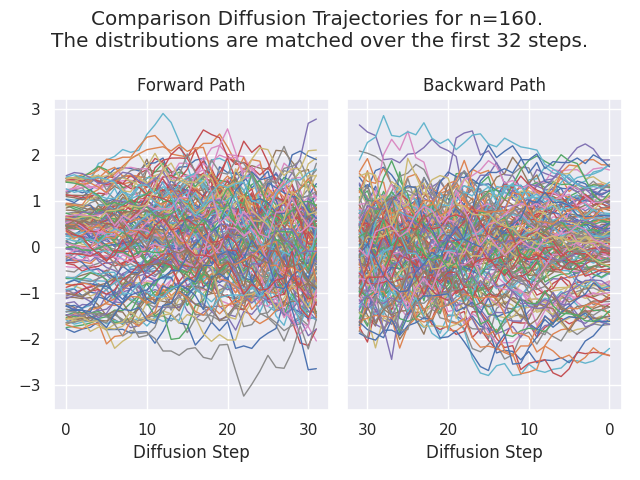 Comparison Diffusion Trajectories for n=160.
The distributions are matched over the first 32 steps.
Forward Path
Backward Path
3
2
1
0
−1
−2
−3
0 10 20 30
30 20 10 0
Diffusion Step
Diffusion Step